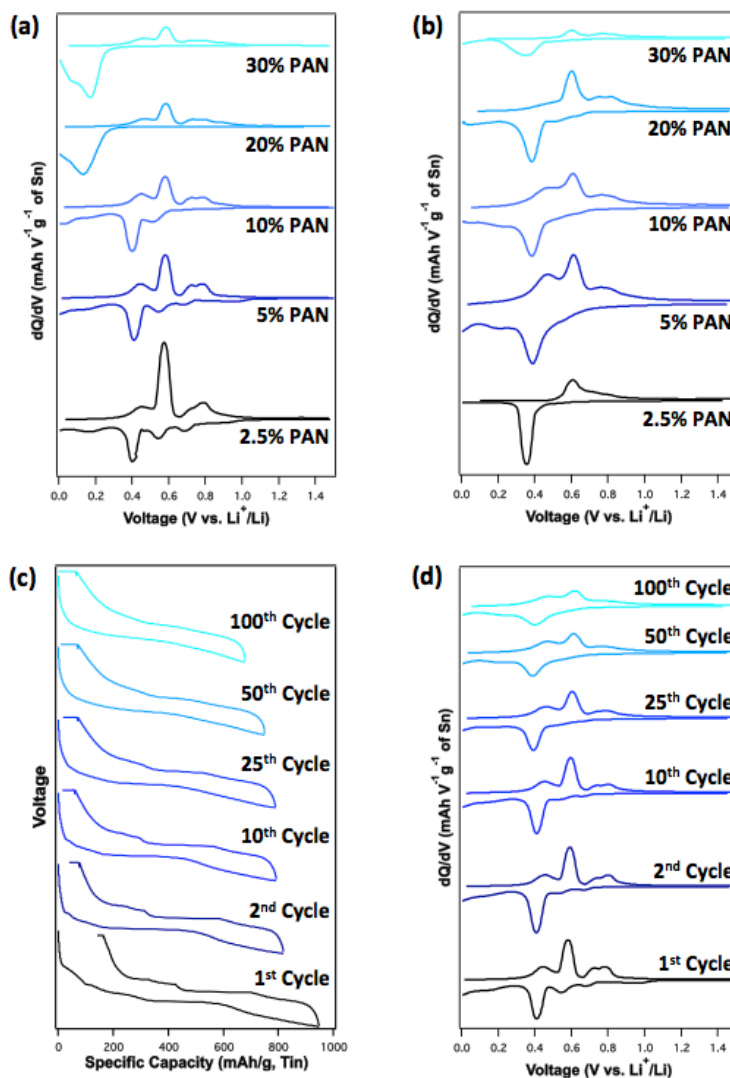 (a)
30% PAN
20% PAN
10% PAN
5% PAN
2.5% PAN
dQ/dV (mAh V⁻¹g⁻¹ of Sn)
0.0 0.2 0.4 0.6 0.8 1.0 1.2 1.4
Voltage (V vs. Li⁺/Li)
(b)
30% PAN
20% PAN
10% PAN
5% PAN
2.5% PAN
dQ/dV (mAh V⁻¹g⁻¹ of Sn)
0.0 0.2 0.4 0.6 0.8 1.0 1.2 1.4
Voltage (V vs. Li⁺/Li)
(c)
100ᵗʰ Cycle
50ᵗʰ Cycle
25ᵗʰ Cycle
10ᵗʰ Cycle
2ⁿᵈ Cycle
1ˢᵗ Cycle
Voltage
0 200 400 600 800 1000
Specific Capacity (mAh/g, Tin)
(d)
100ᵗʰ Cycle
50ᵗʰ Cycle
25ᵗʰ Cycle
10ᵗʰ Cycle
2ⁿᵈ Cycle
1ˢᵗ Cycle
dQ/dV (mAh V⁻¹g⁻¹ of Sn)
0.0 0.2 0.4 0.6 0.8 1.0 1.2 1.4
Voltage (V vs. Li⁺/Li)